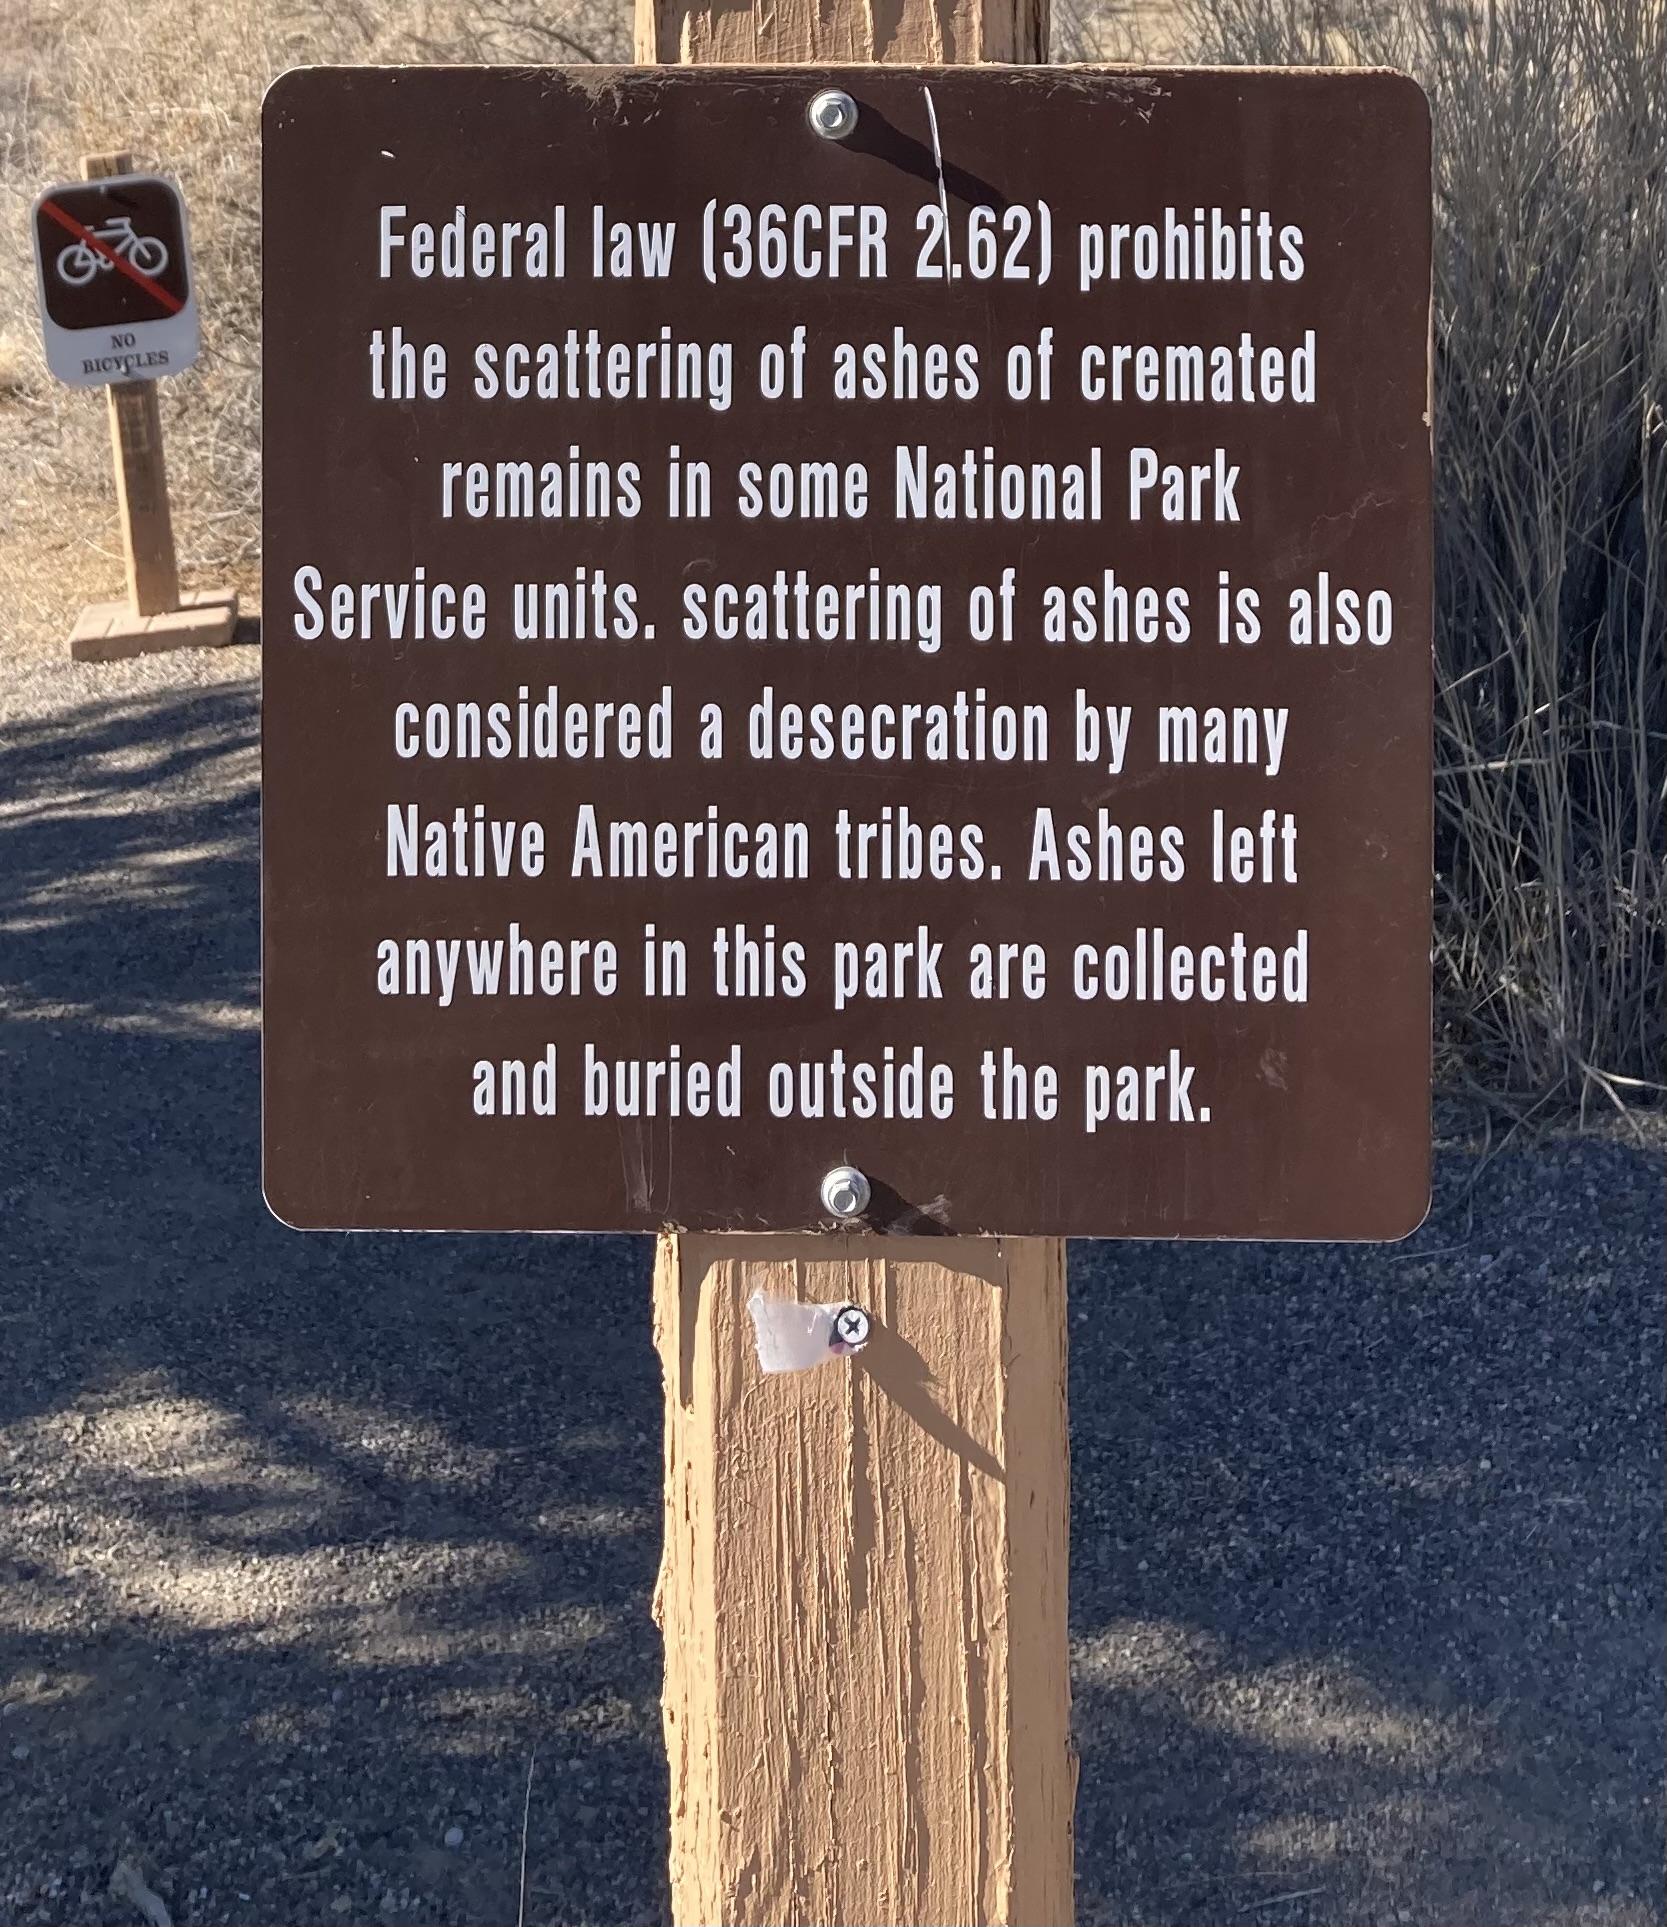 Federal law (36CFR 2.62) prohibits
the scattering of ashes of cremated
remains in some National Park
Service units. scattering of ashes is also
considered a desecration by many
Native American tribes. Ashes left
anywhere in this park are collected
and buried outside the park.
NO
BICYCLES